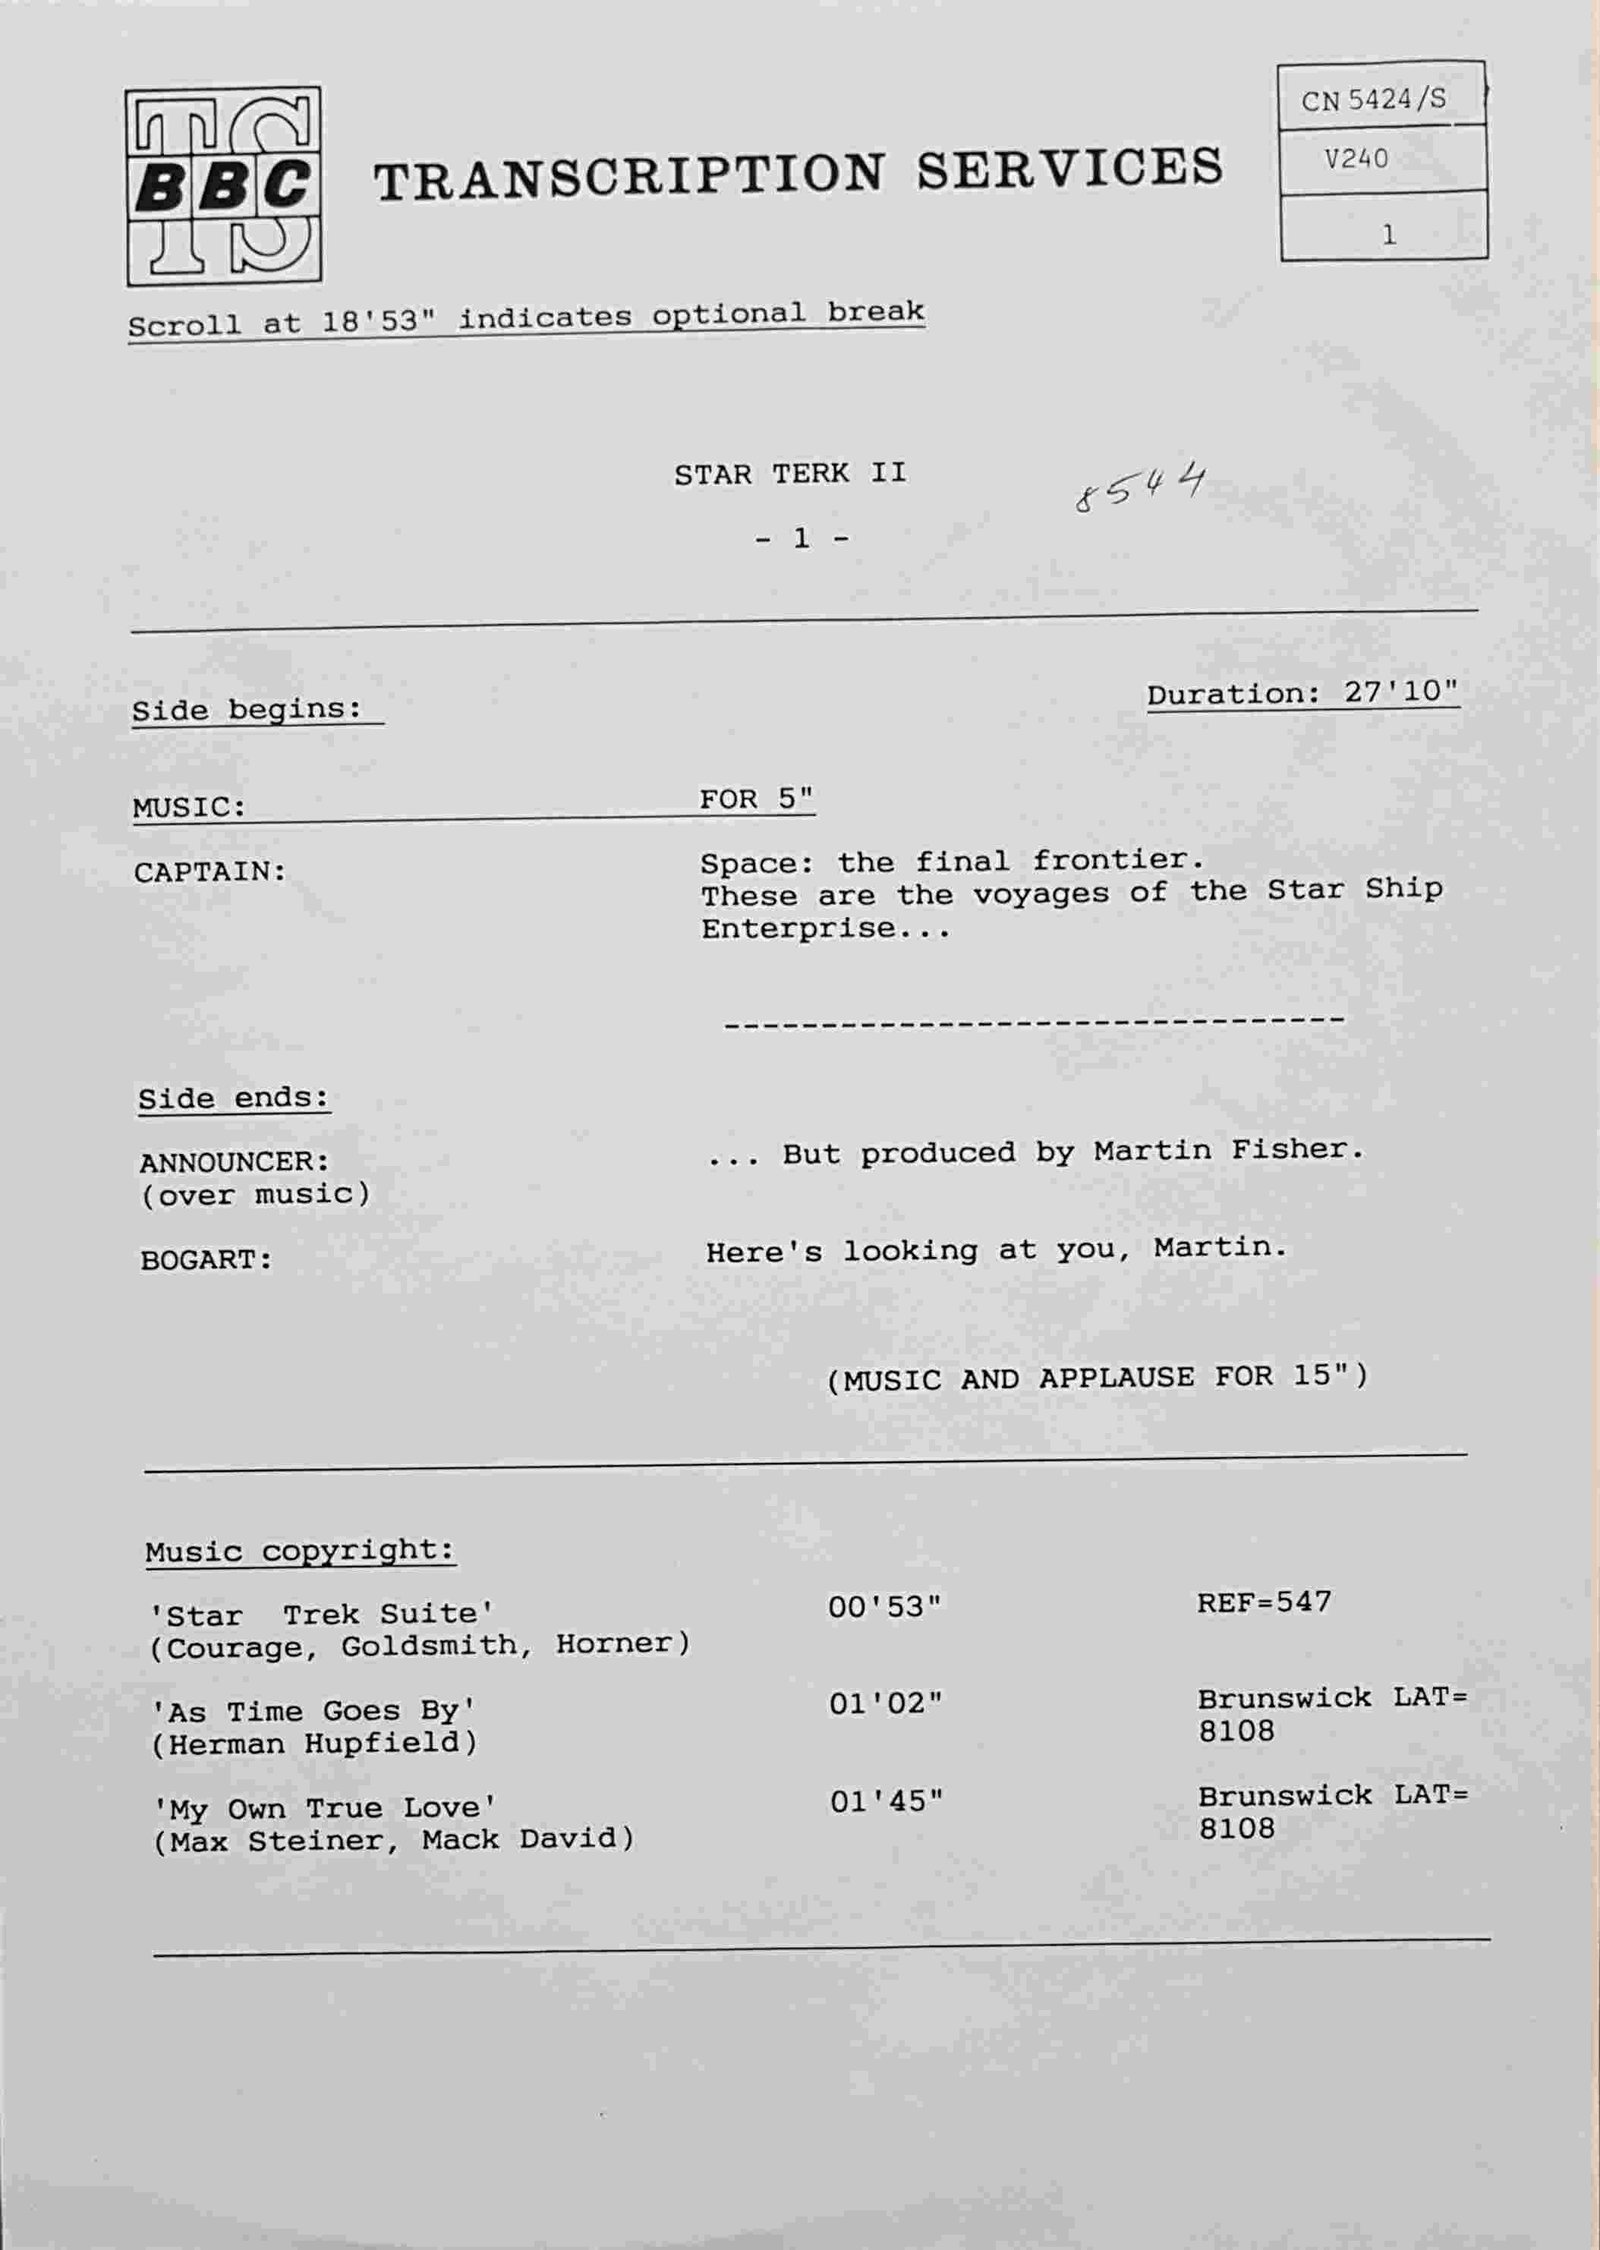 TS
BBC
TS
TRANSCRIPTION SERVICES
CN 5424/S
V240
1
Scroll at 18'53" indicates optional break
STAR TERK II
8544
- 1 -
Side begins:
Duration: 27'10"
MUSIC: FOR 5"
CAPTAIN: Space: the final frontier.
These are the voyages of the Star Ship
Enterprise...
--------------------------------
Side ends:
ANNOUNCER: ... But produced by Martin Fisher.
(over music)
BOGART: Here's looking at you, Martin.
(MUSIC AND APPLAUSE FOR 15")
Music copyright:
'Star Trek Suite' 00'53" REF=547
(Courage, Goldsmith, Horner)
'As Time Goes By' 01'02" Brunswick LAT=
(Herman Hupfield) 8108
'My Own True Love' 01'45" Brunswick LAT=
(Max Steiner, Mack David) 8108